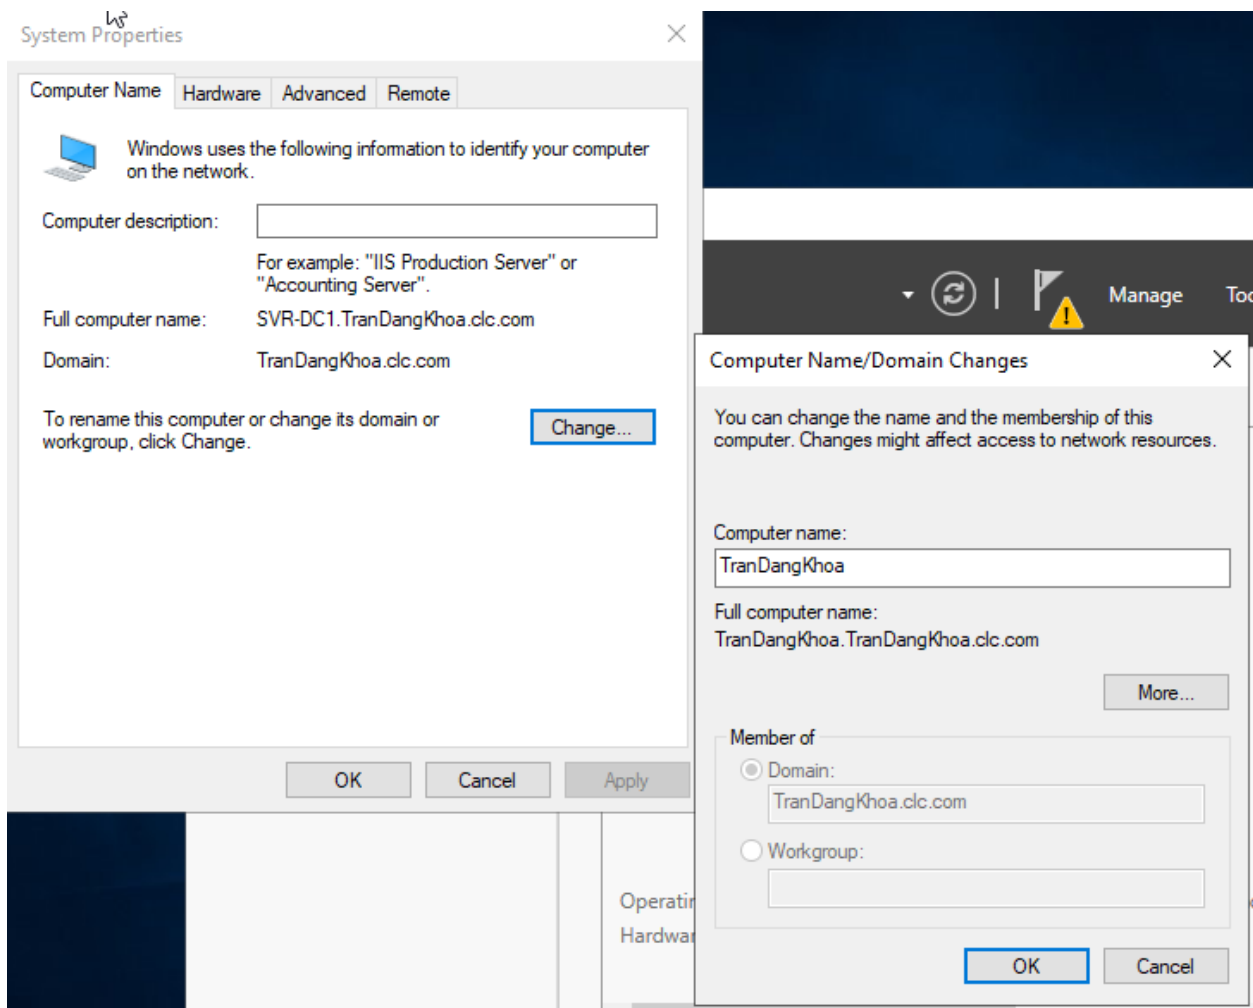 System Properties
Computer Name
Hardware
Advanced
Remote
Windows uses the following information to identify your computer
on the network.
Computer description:
For example: "IIS Production Server" or
"Accounting Server".
Full computer name:
SVR-DC1.TranDangKhoa.clc.com
Domain:
TranDangKhoa.clc.com
To rename this computer or change its domain or
workgroup, click Change.
Change...
OK
Cancel
Apply
Manage
Computer Name/Domain Changes
You can change the name and the membership of this
computer. Changes might affect access to network resources.
Computer name:
TranDangKhoa
Full computer name:
TranDangKhoa.TranDangKhoa.clc.com
More...
Member of
Domain:
TranDangKhoa.clc.com
Workgroup:
OK
Cancel